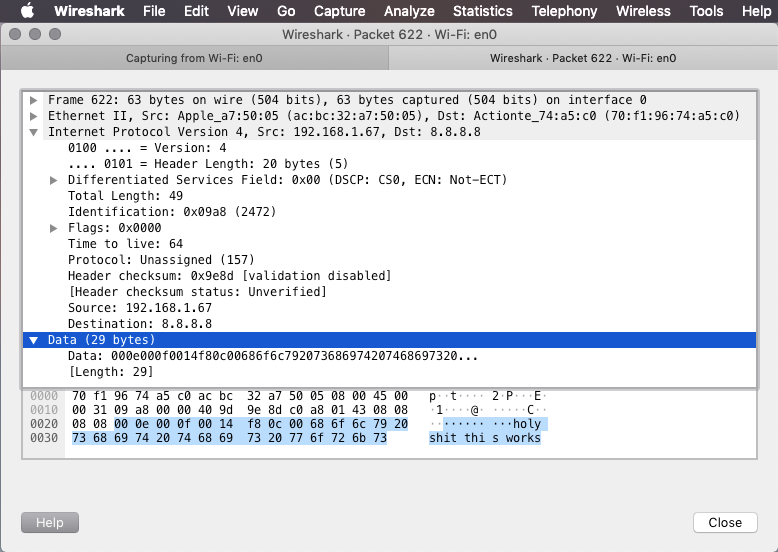 Wireshark File Edit View Go Capture Analyze Statistics Telephony Wireless Tools Help
Wireshark · Packet 622 · Wi-Fi: en0
Capturing from Wi-Fi: en0 Wireshark · Packet 622 · Wi-Fi: en0
Frame 622: 63 bytes on wire (504 bits), 63 bytes captured (504 bits) on interface 0
Ethernet II, Src: Apple_a7:50:05 (ac:bc:32:a7:50:05), Dst: Actionte_74:a5:c0 (70:f1:96:74:a5:c0)
Internet Protocol Version 4, Src: 192.168.1.67, Dst: 8.8.8.8
0100 .... = Version: 4
.... 0101 = Header Length: 20 bytes (5)
Differentiated Services Field: 0x00 (DSCP: CS0, ECN: Not-ECT)
Total Length: 49
Identification: 0x09a8 (2472)
Flags: 0x0000
Time to live: 64
Protocol: Unassigned (157)
Header checksum: 0x9e8d [validation disabled]
[Header checksum status: Unverified]
Source: 192.168.1.67
Destination: 8.8.8.8
Data (29 bytes)
Data: 000e000f0014f80c00686f6c792073686974207468697320...
[Length: 29]
0000 70 f1 96 74 a5 c0 ac bc 32 a7 50 05 08 00 45 00 p··t···· 2·P···E·
0010 00 31 09 a8 00 00 40 9d 9e 8d c0 a8 01 43 08 08 ·1····@· ·····C··
0020 08 08 00 0e 00 0f 00 14 f8 0c 00 68 6f 6c 79 20 ········ ···holy
0030 73 68 69 74 20 74 68 69 73 20 77 6f 72 6b 73 shit thi s works
Help Close